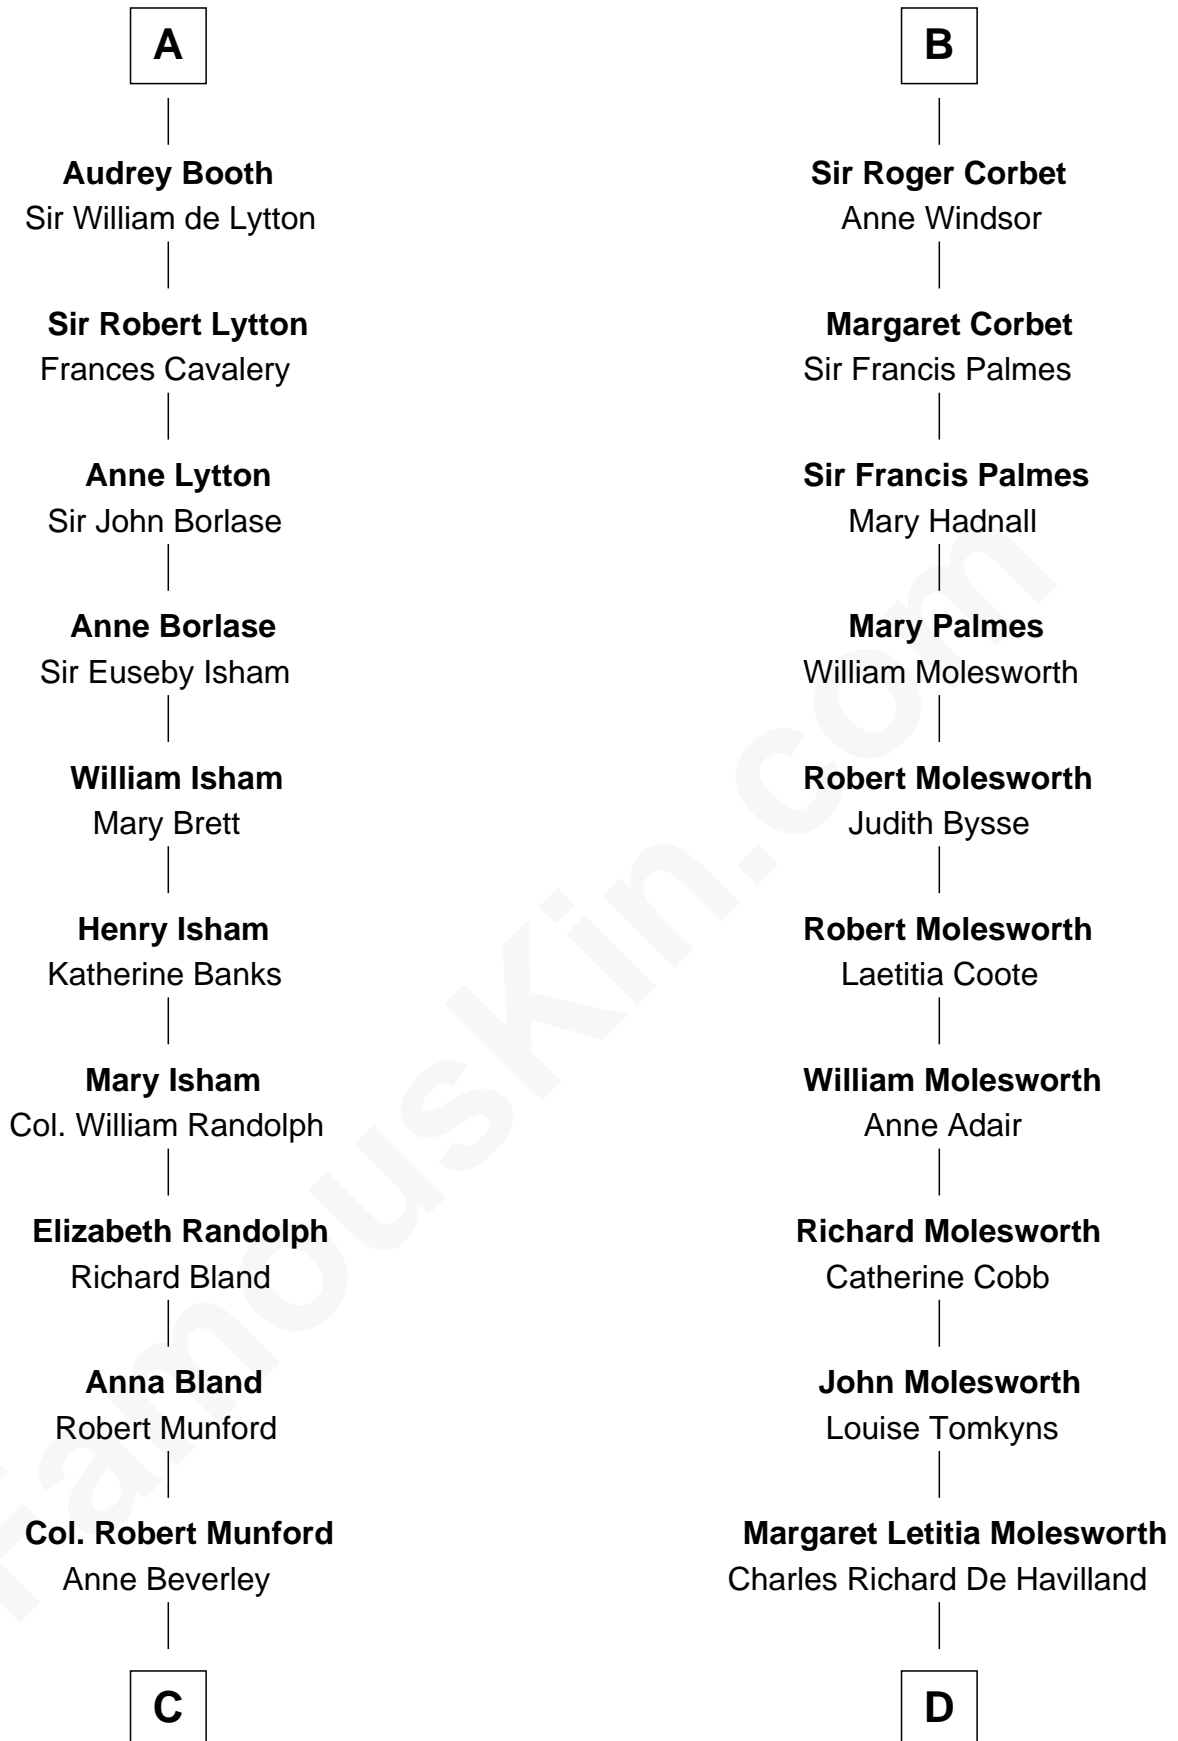 A
Audrey Booth
Sir William de Lytton
Sir Robert Lytton
Frances Cavalery
Anne Lytton
Sir John Borlase
Anne Borlase
Sir Euseby Isham
William Isham
Mary Brett
Henry Isham
Katherine Banks
Mary Isham
Col. William Randolph
Elizabeth Randolph
Richard Bland
Anna Bland
Robert Munford
Col. Robert Munford
Anne Beverley
C
B
Sir Roger Corbet
Anne Windsor
Margaret Corbet
Sir Francis Palmes
Sir Francis Palmes
Mary Hadnall
Mary Palmes
William Molesworth
Robert Molesworth
Judith Bysse
Robert Molesworth
Laetitia Coote
William Molesworth
Anne Adair
Richard Molesworth
Catherine Cobb
John Molesworth
Louise Tomkyns
Margaret Letitia Molesworth
Charles Richard De Havilland
D
FamousKin.com